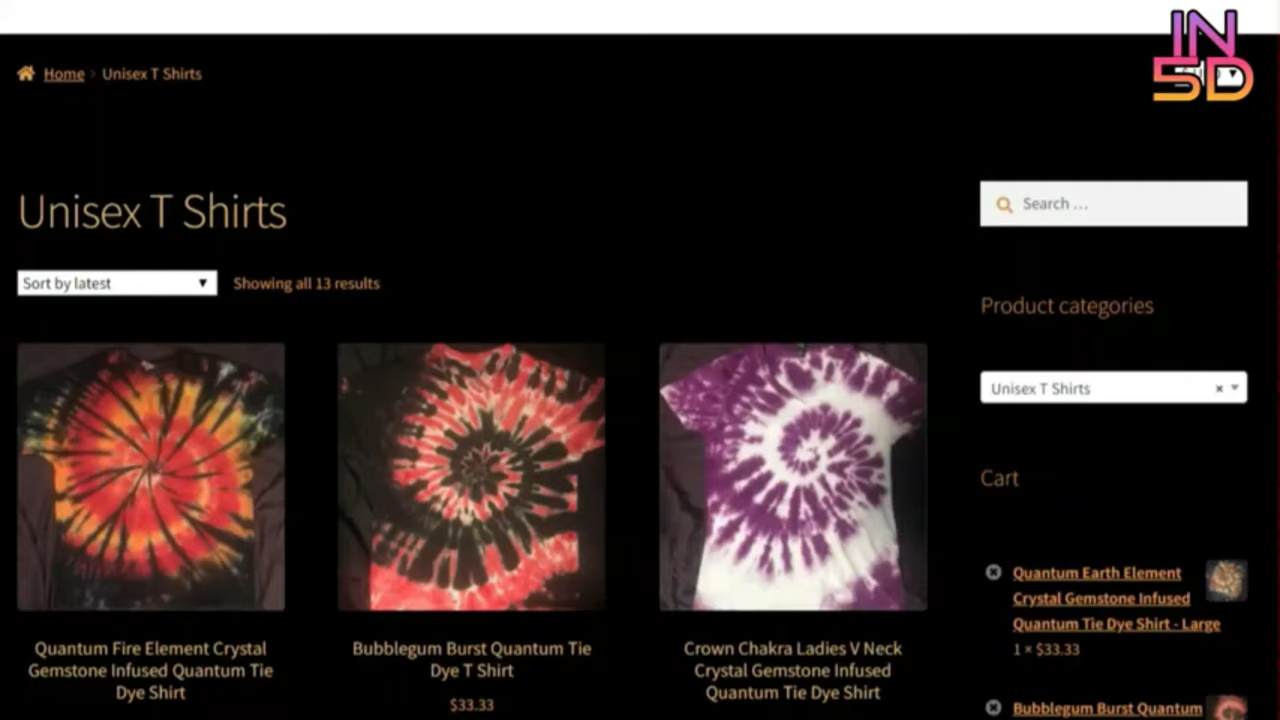 IN
5D
Home › Unisex T Shirts
Unisex T Shirts
Search ...
Sort by latest
Showing all 13 results
Product categories
Unisex T Shirts
Cart
Quantum Earth Element
Crystal Gemstone Infused
Quantum Tie Dye Shirt - Large
1 × $33.33
Bubblegum Burst Quantum
Quantum Fire Element Crystal
Gemstone Infused Quantum Tie
Dye Shirt
Bubblegum Burst Quantum Tie
Dye T Shirt
$33.33
Crown Chakra Ladies V Neck
Crystal Gemstone Infused
Quantum Tie Dye Shirt